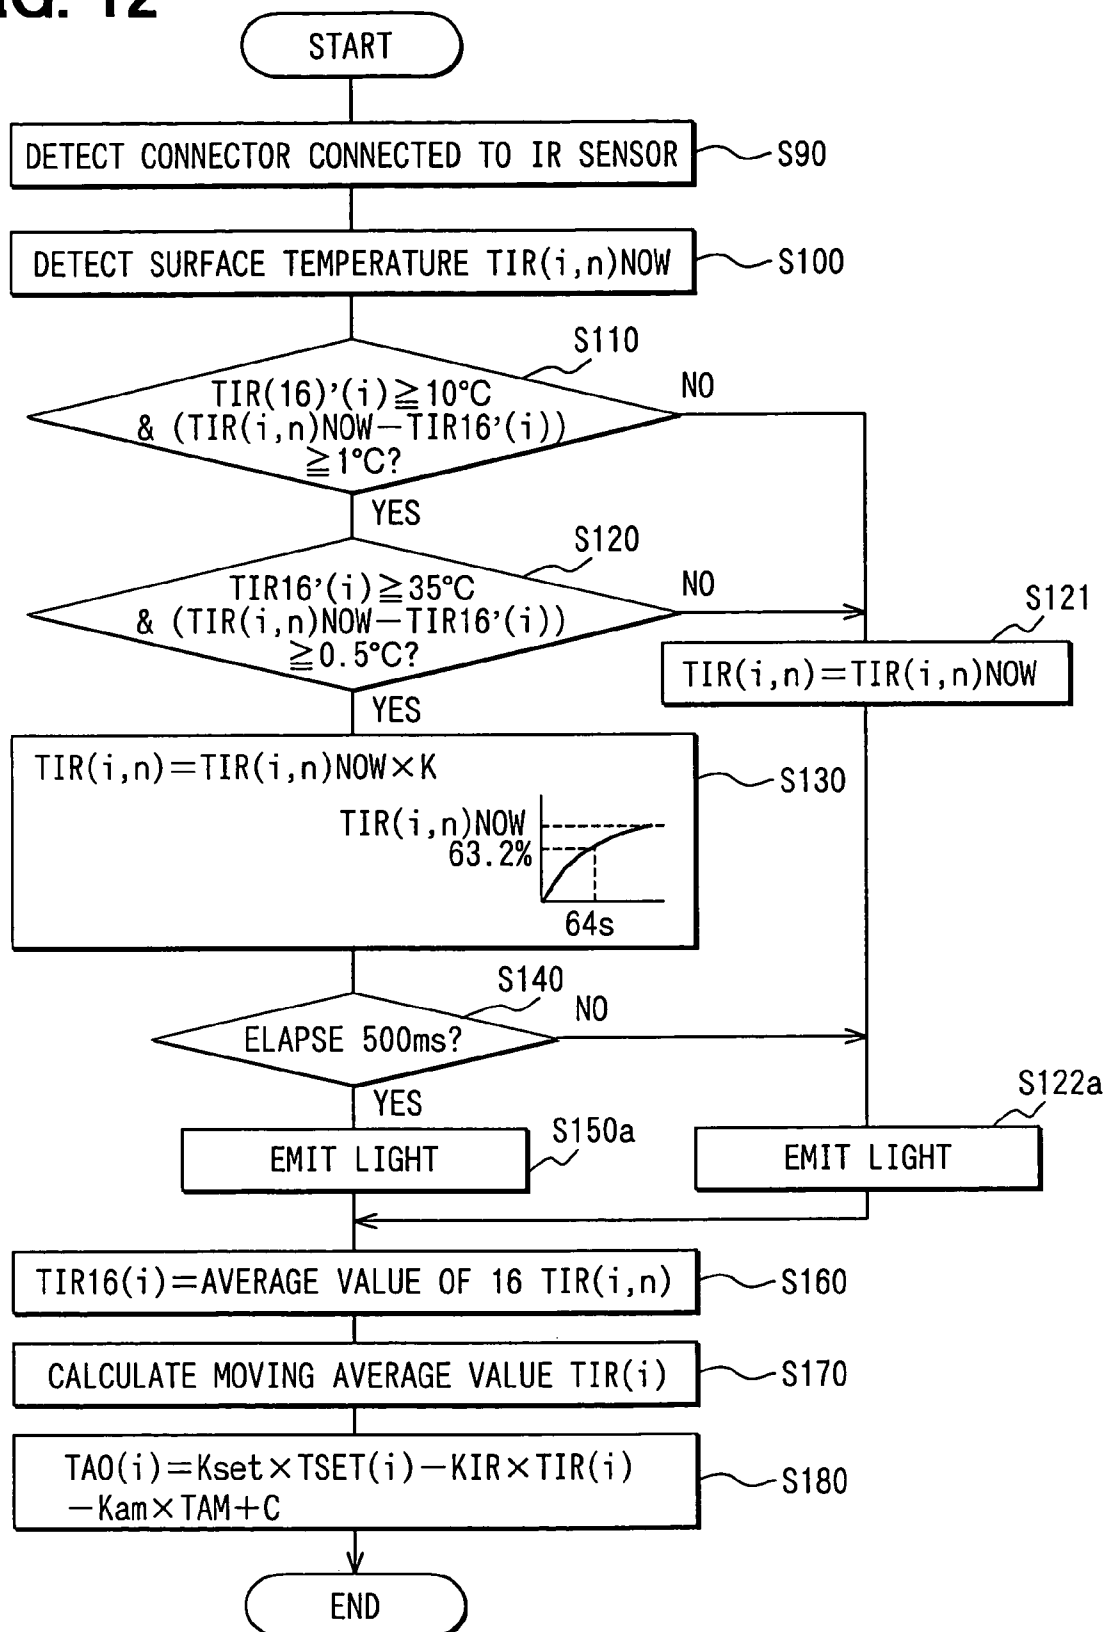 FIG. 12
START
DETECT CONNECTOR CONNECTED TO IR SENSOR
S90
DETECT SURFACE TEMPERATURE TIR(i,n)NOW
S100
S110
TIR(16)'(i)≧10°C
& (TIR(i,n)NOW−TIR16'(i))
≧1°C?
NO
YES
S120
TIR16'(i)≧35°C
& (TIR(i,n)NOW−TIR16'(i))
≧0.5°C?
NO
YES
S121
TIR(i,n)=TIR(i,n)NOW
TIR(i,n)=TIR(i,n)NOW×K
S130
TIR(i,n)NOW
63.2%
64s
S140
ELAPSE 500ms?
NO
YES
S150a
EMIT LIGHT
S122a
EMIT LIGHT
TIR16(i)=AVERAGE VALUE OF 16 TIR(i,n)
S160
CALCULATE MOVING AVERAGE VALUE TIR(i)
S170
TAO(i)=Kset×TSET(i)−KIR×TIR(i)
−Kam×TAM+C
S180
END